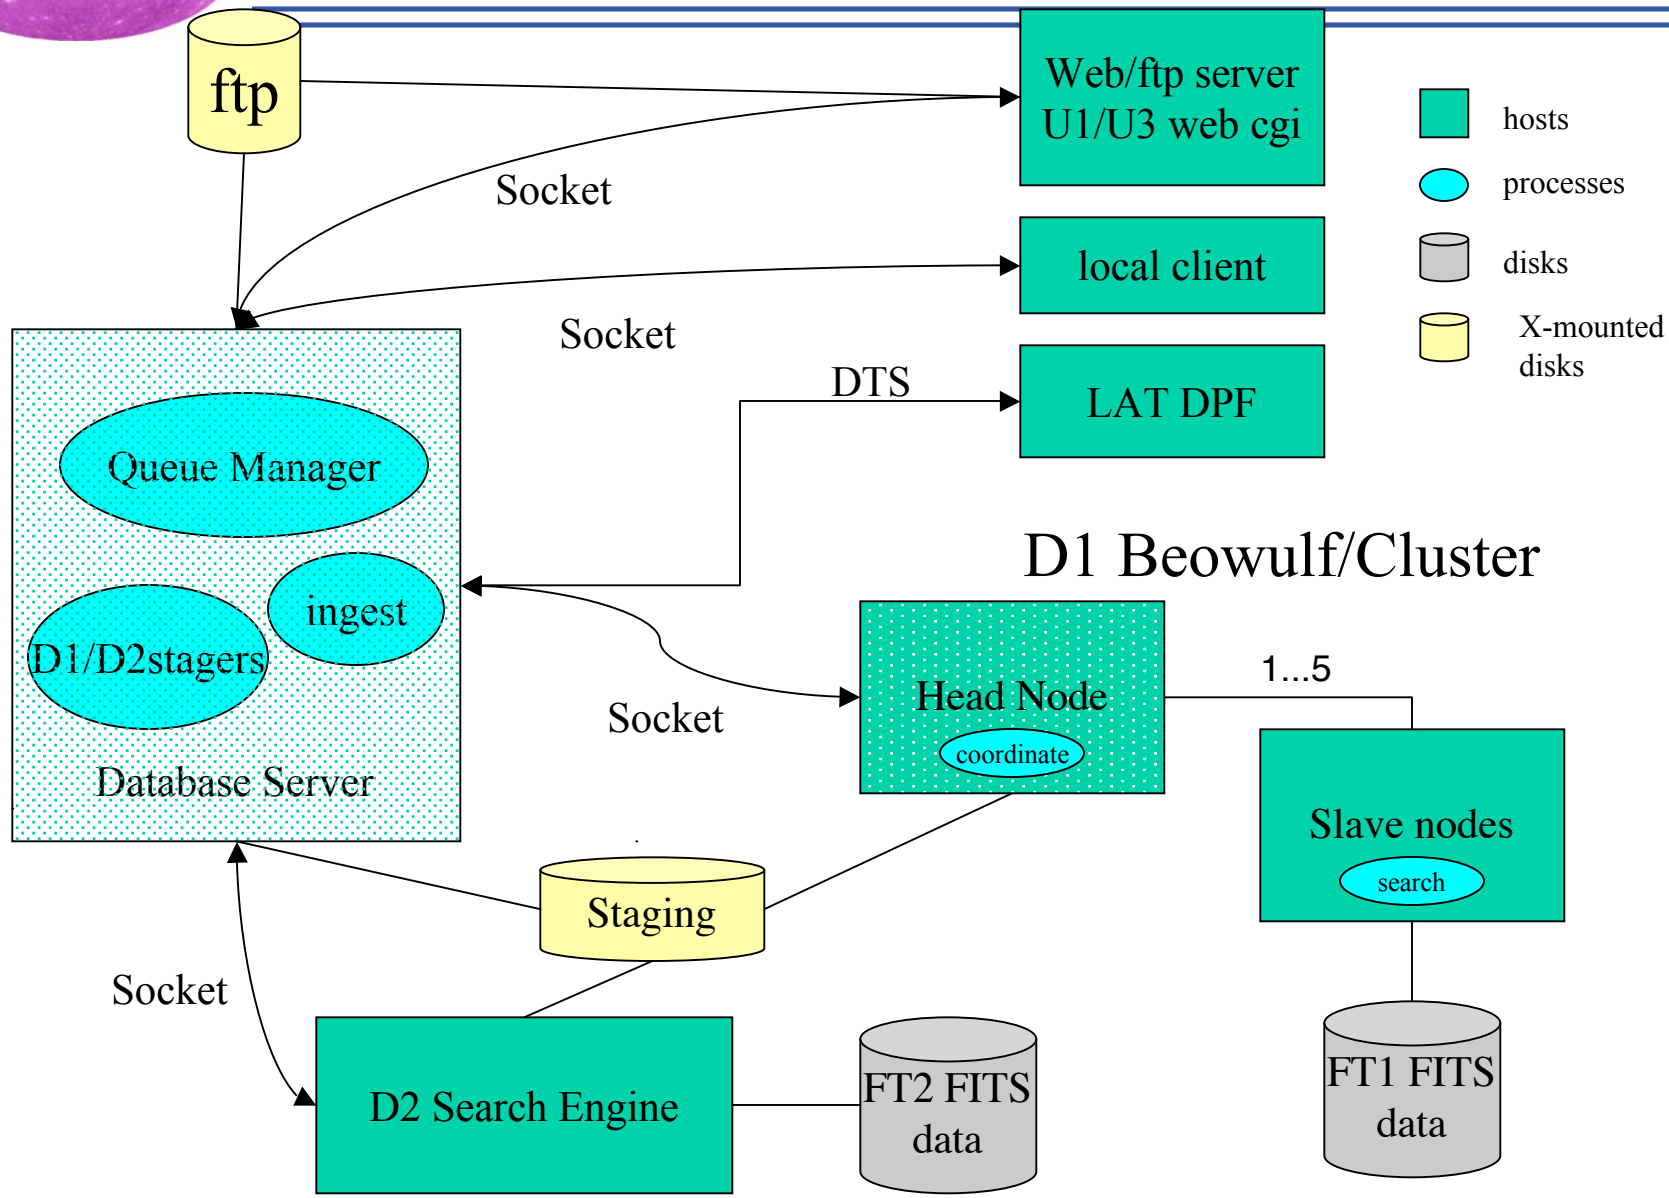 ftp
Web/ftp server
U1/U3 web cgi
hosts
processes
disks
X-mounted
disks
Socket
local client
Socket
DTS
LAT DPF
Queue Manager
ingest
D1/D2stagers
Database Server
D1 Beowulf/Cluster
Head Node
coordinate
1...5
Socket
Slave nodes
search
Staging
Socket
D2 Search Engine
FT2 FITS
data
FT1 FITS
data